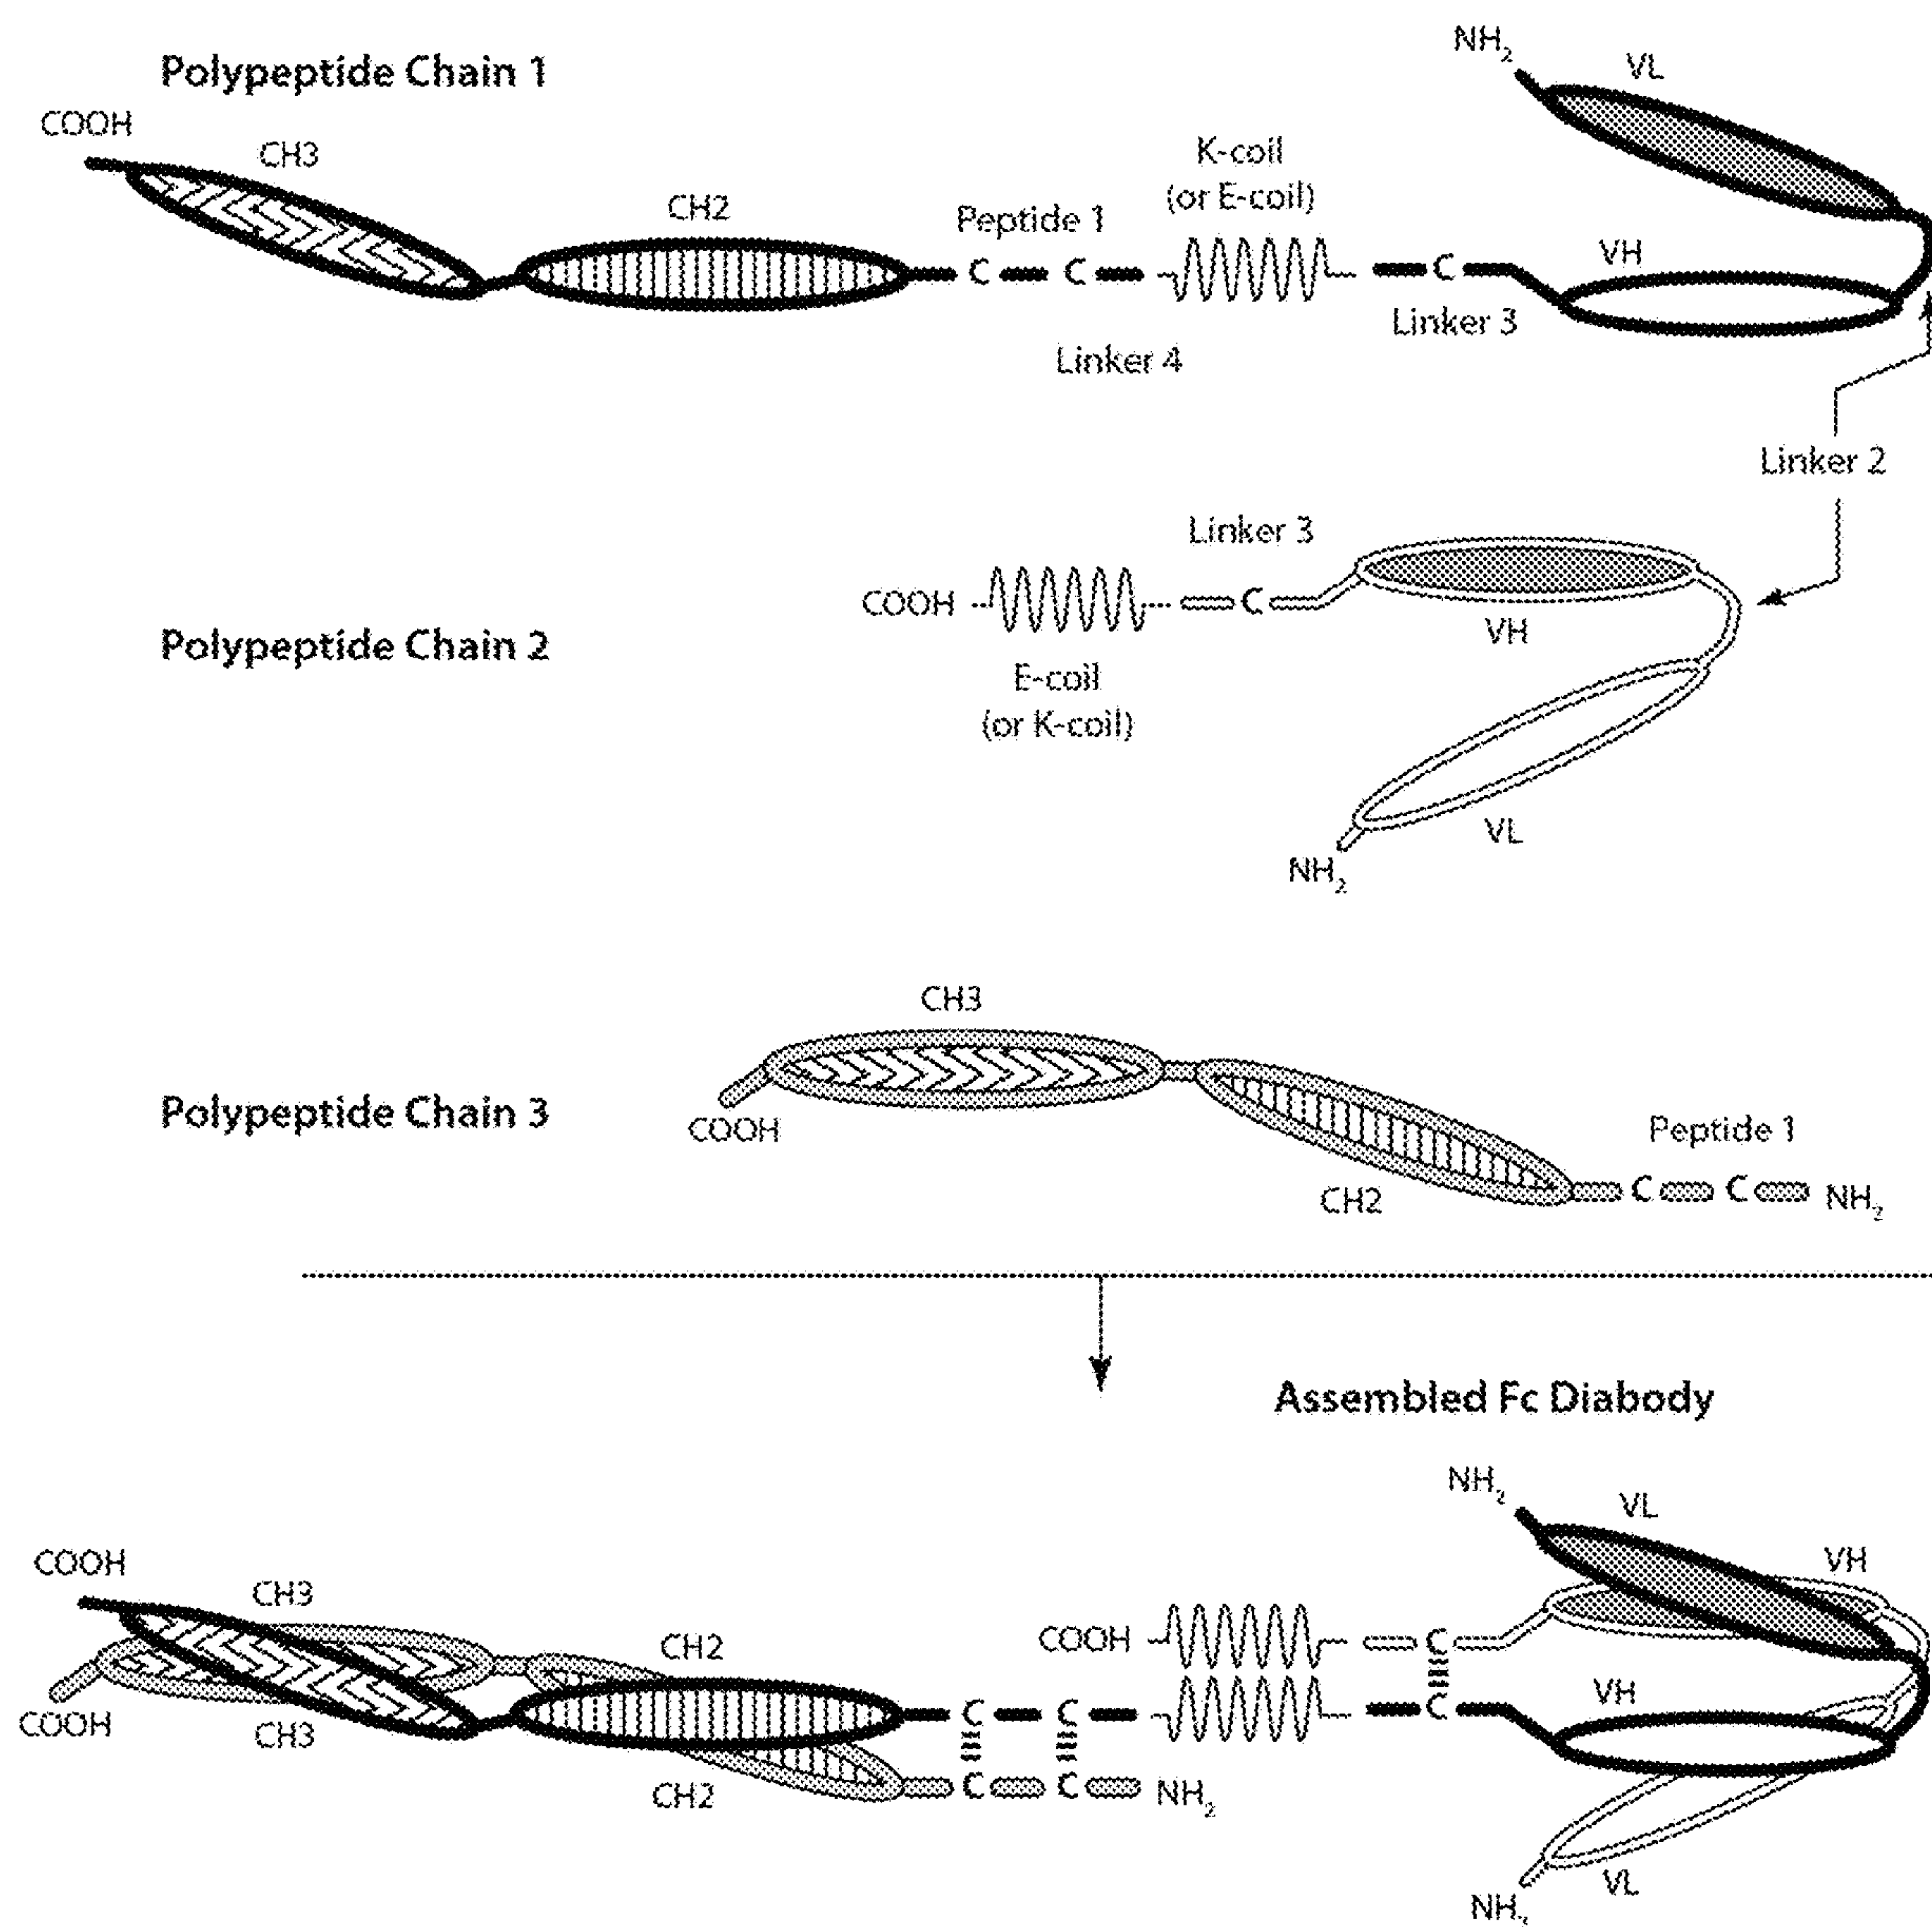 Polypeptide Chain 1
COOH
CH3
CH2
Peptide 1
C
C
Linker 4
K-coil
(or E-coil)
C
Linker 3
NH2
VL
VH
Linker 2
Polypeptide Chain 2
COOH
E-coil
(or K-coil)
Linker 3
C
VH
VL
NH2
Polypeptide Chain 3
CH3
COOH
CH2
Peptide 1
C
C
NH2
Assembled Fc Diabody
COOH
CH3
COOH
CH3
CH2
CH2
C
C
C
C
NH2
COOH
C
C
NH2
VL
VH
VH
VL
NH2